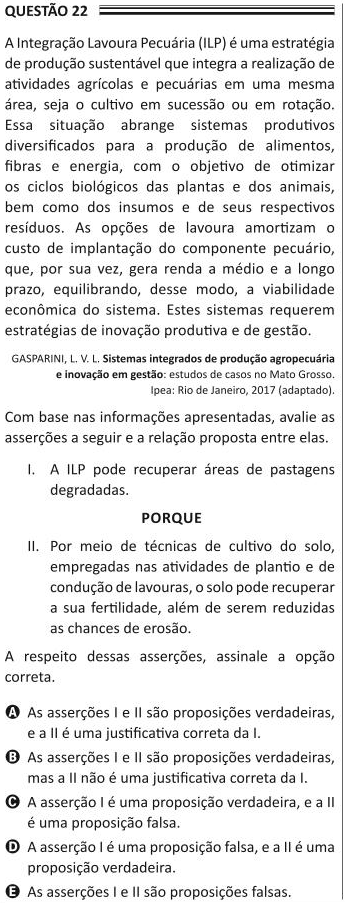 QUESTÃO 22
A Integração Lavoura Pecuária (ILP) é uma estratégia
de produção sustentável que integra a realização de
atividades agrícolas e pecuárias em uma mesma
área, seja o cultivo em sucessão ou em rotação.
Essa situação abrange sistemas produtivos
diversificados para a produção de alimentos,
fibras e energia, com o objetivo de otimizar
os ciclos biológicos das plantas e dos animais,
bem como dos insumos e de seus respectivos
resíduos. As opções de lavoura amortizam o
custo de implantação do componente pecuário,
que, por sua vez, gera renda a médio e a longo
prazo, equilibrando, desse modo, a viabilidade
econômica do sistema. Estes sistemas requerem
estratégias de inovação produtiva e de gestão.
GASPARINI, L. V. L. Sistemas integrados de produção agropecuária
e inovação em gestão: estudos de casos no Mato Grosso.
Ipea: Rio de Janeiro, 2017 (adaptado).
Com base nas informações apresentadas, avalie as
asserções a seguir e a relação proposta entre elas.
I. A ILP pode recuperar áreas de pastagens
degradadas.
PORQUE
II. Por meio de técnicas de cultivo do solo,
empregadas nas atividades de plantio e de
condução de lavouras, o solo pode recuperar
a sua fertilidade, além de serem reduzidas
as chances de erosão.
A respeito dessas asserções, assinale a opção
correta.
A As asserções I e II são proposições verdadeiras,
e a II é uma justificativa correta da I.
B As asserções I e II são proposições verdadeiras,
mas a II não é uma justificativa correta da I.
C A asserção I é uma proposição verdadeira, e a II
é uma proposição falsa.
D A asserção I é uma proposição falsa, e a II é uma
proposição verdadeira.
E As asserções I e II são proposições falsas.